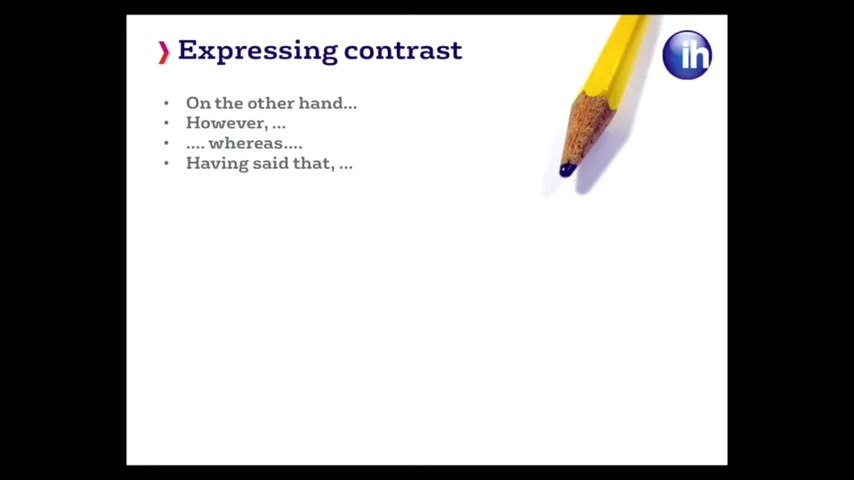 Expressing contrast
ih
• On the other hand...
• However, ...
• .... whereas....
• Having said that, ...